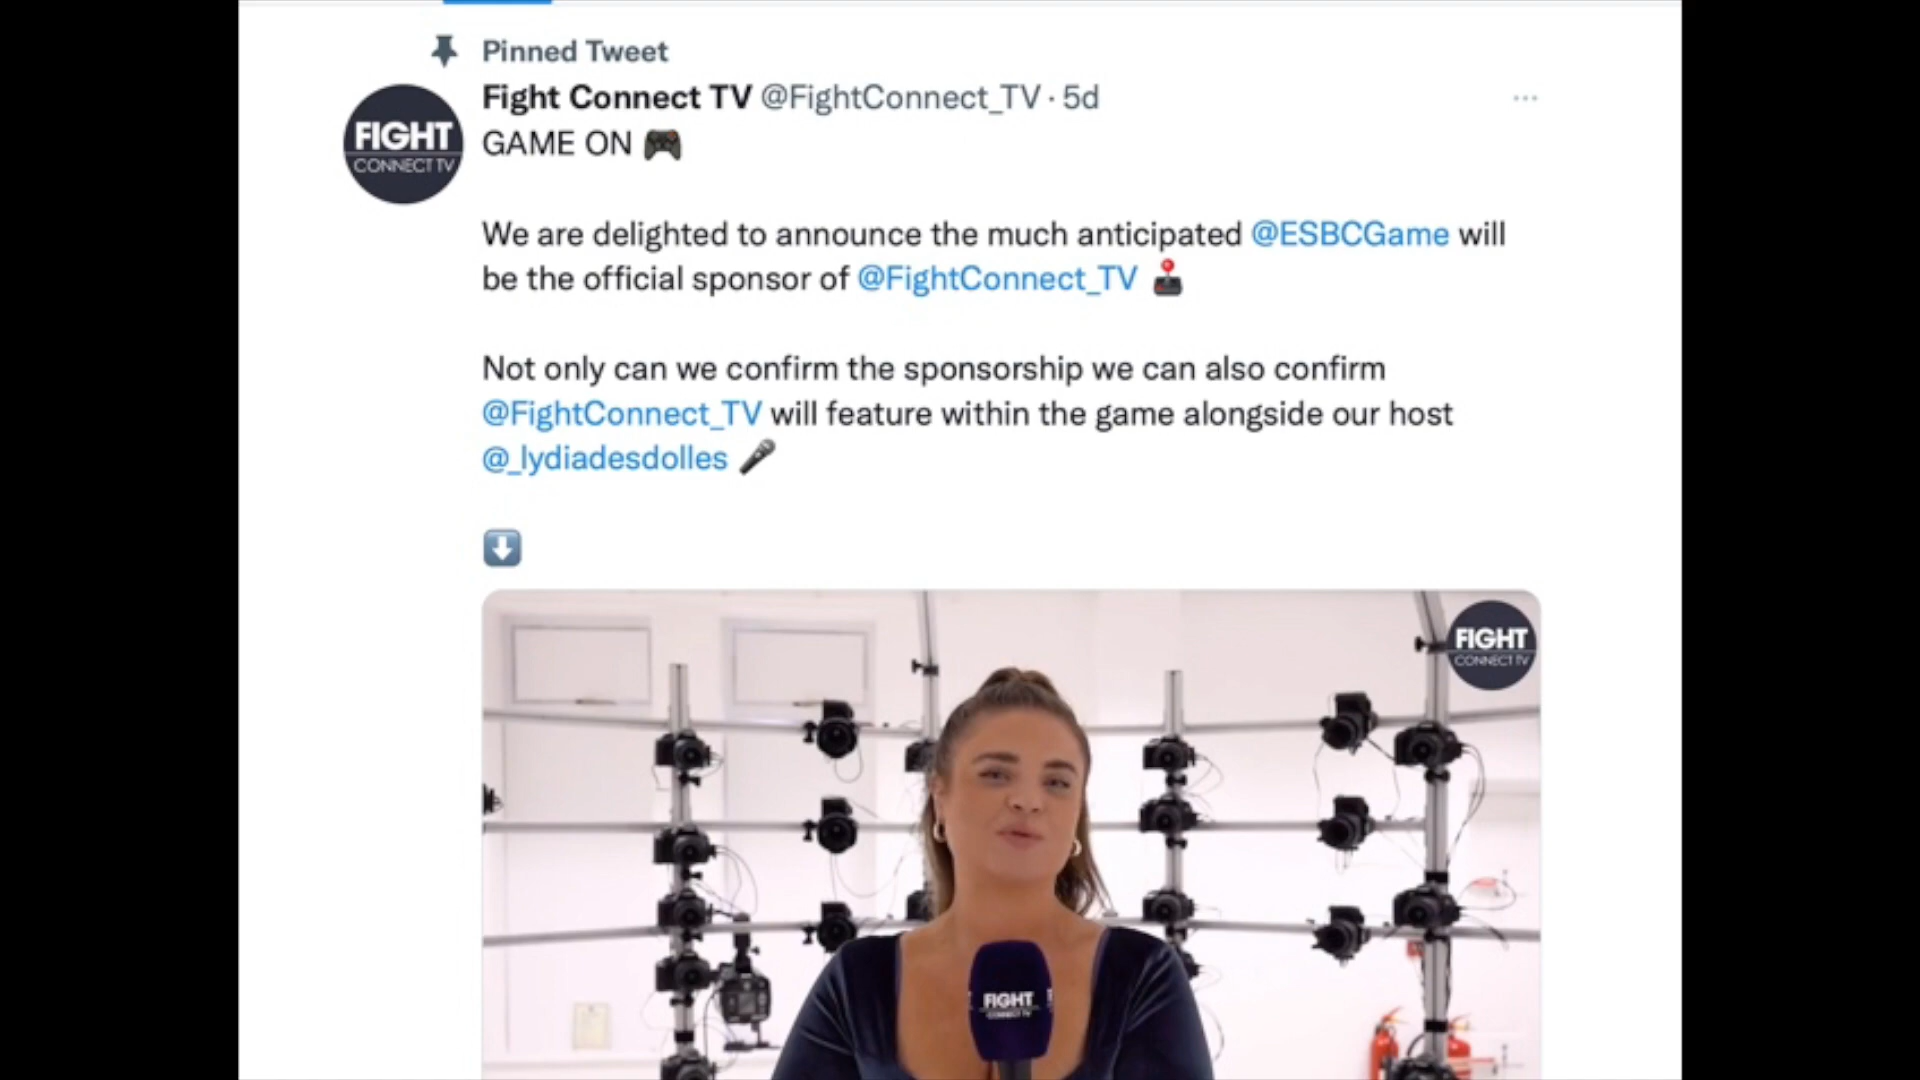 Pinned Tweet
Fight Connect TV @FightConnect_TV · 5d
FIGHT
CONNECT TV
GAME ON 🎮
We are delighted to announce the much anticipated @ESBCGame will
be the official sponsor of @FightConnect_TV 🕹️
Not only can we confirm the sponsorship we can also confirm
@FightConnect_TV will feature within the game alongside our host
@_lydiadesdolles 🎤
⬇️
FIGHT
CONNECT TV
FIGHT
CONNECT TV